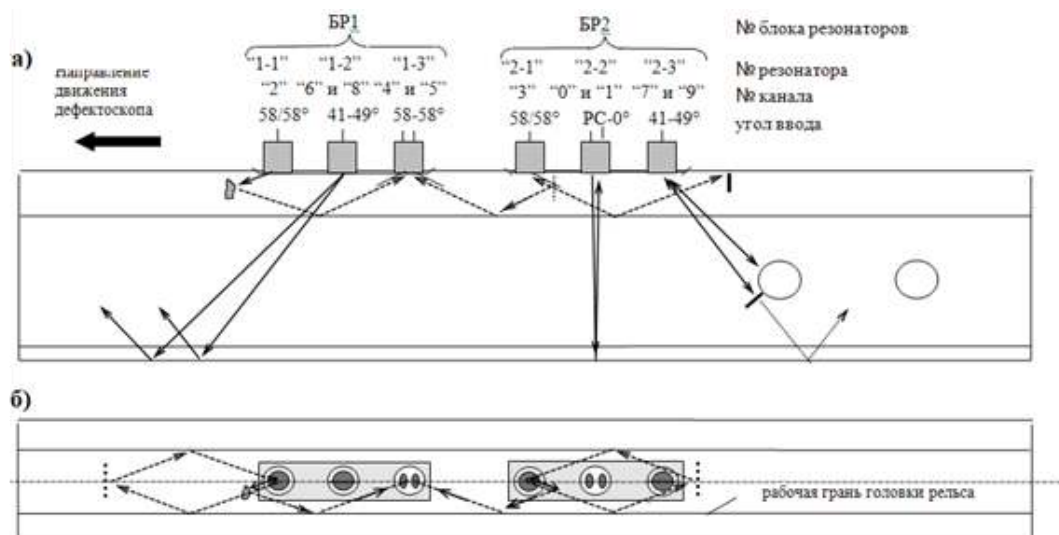 БР1 БР2 № блока резонаторов
а)
Направление
движения
дефектоскопа
“1-1” “1-2” “1-3” “2-1” “2-2” “2-3” № резонатора
“2” “6” и “8” “4” и “5” “3” “0” и “1” “7” и “9” № канала
58/58° 41-49° 58-58° 58/58° РС-0° 41-49° угол ввода
б)
рабочая грань головки рельса